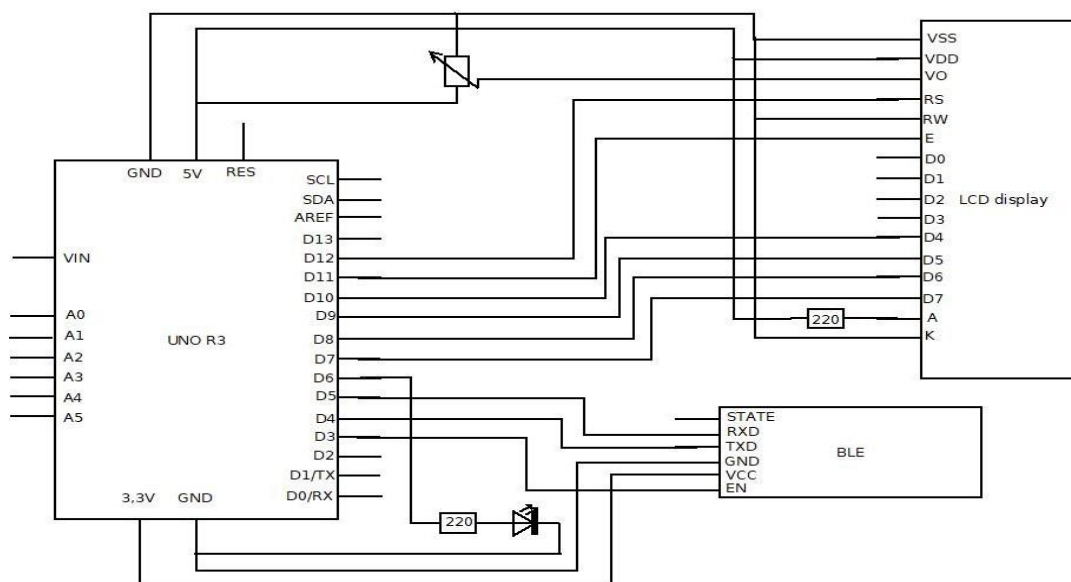 GND
5V
RES
SCL
SDA
AREF
D13
D12
D11
D10
D9
D8
D7
D6
D5
D4
D3
D2
D1/TX
D0/RX
VIN
A0
A1
A2
A3
A4
A5
UNO R3
3,3V
GND
220
VSS
VDD
VO
RS
RW
E
D0
D1
D2
D3
D4
D5
D6
D7
A
K
LCD display
220
STATE
RXD
TXD
GND
VCC
EN
BLE